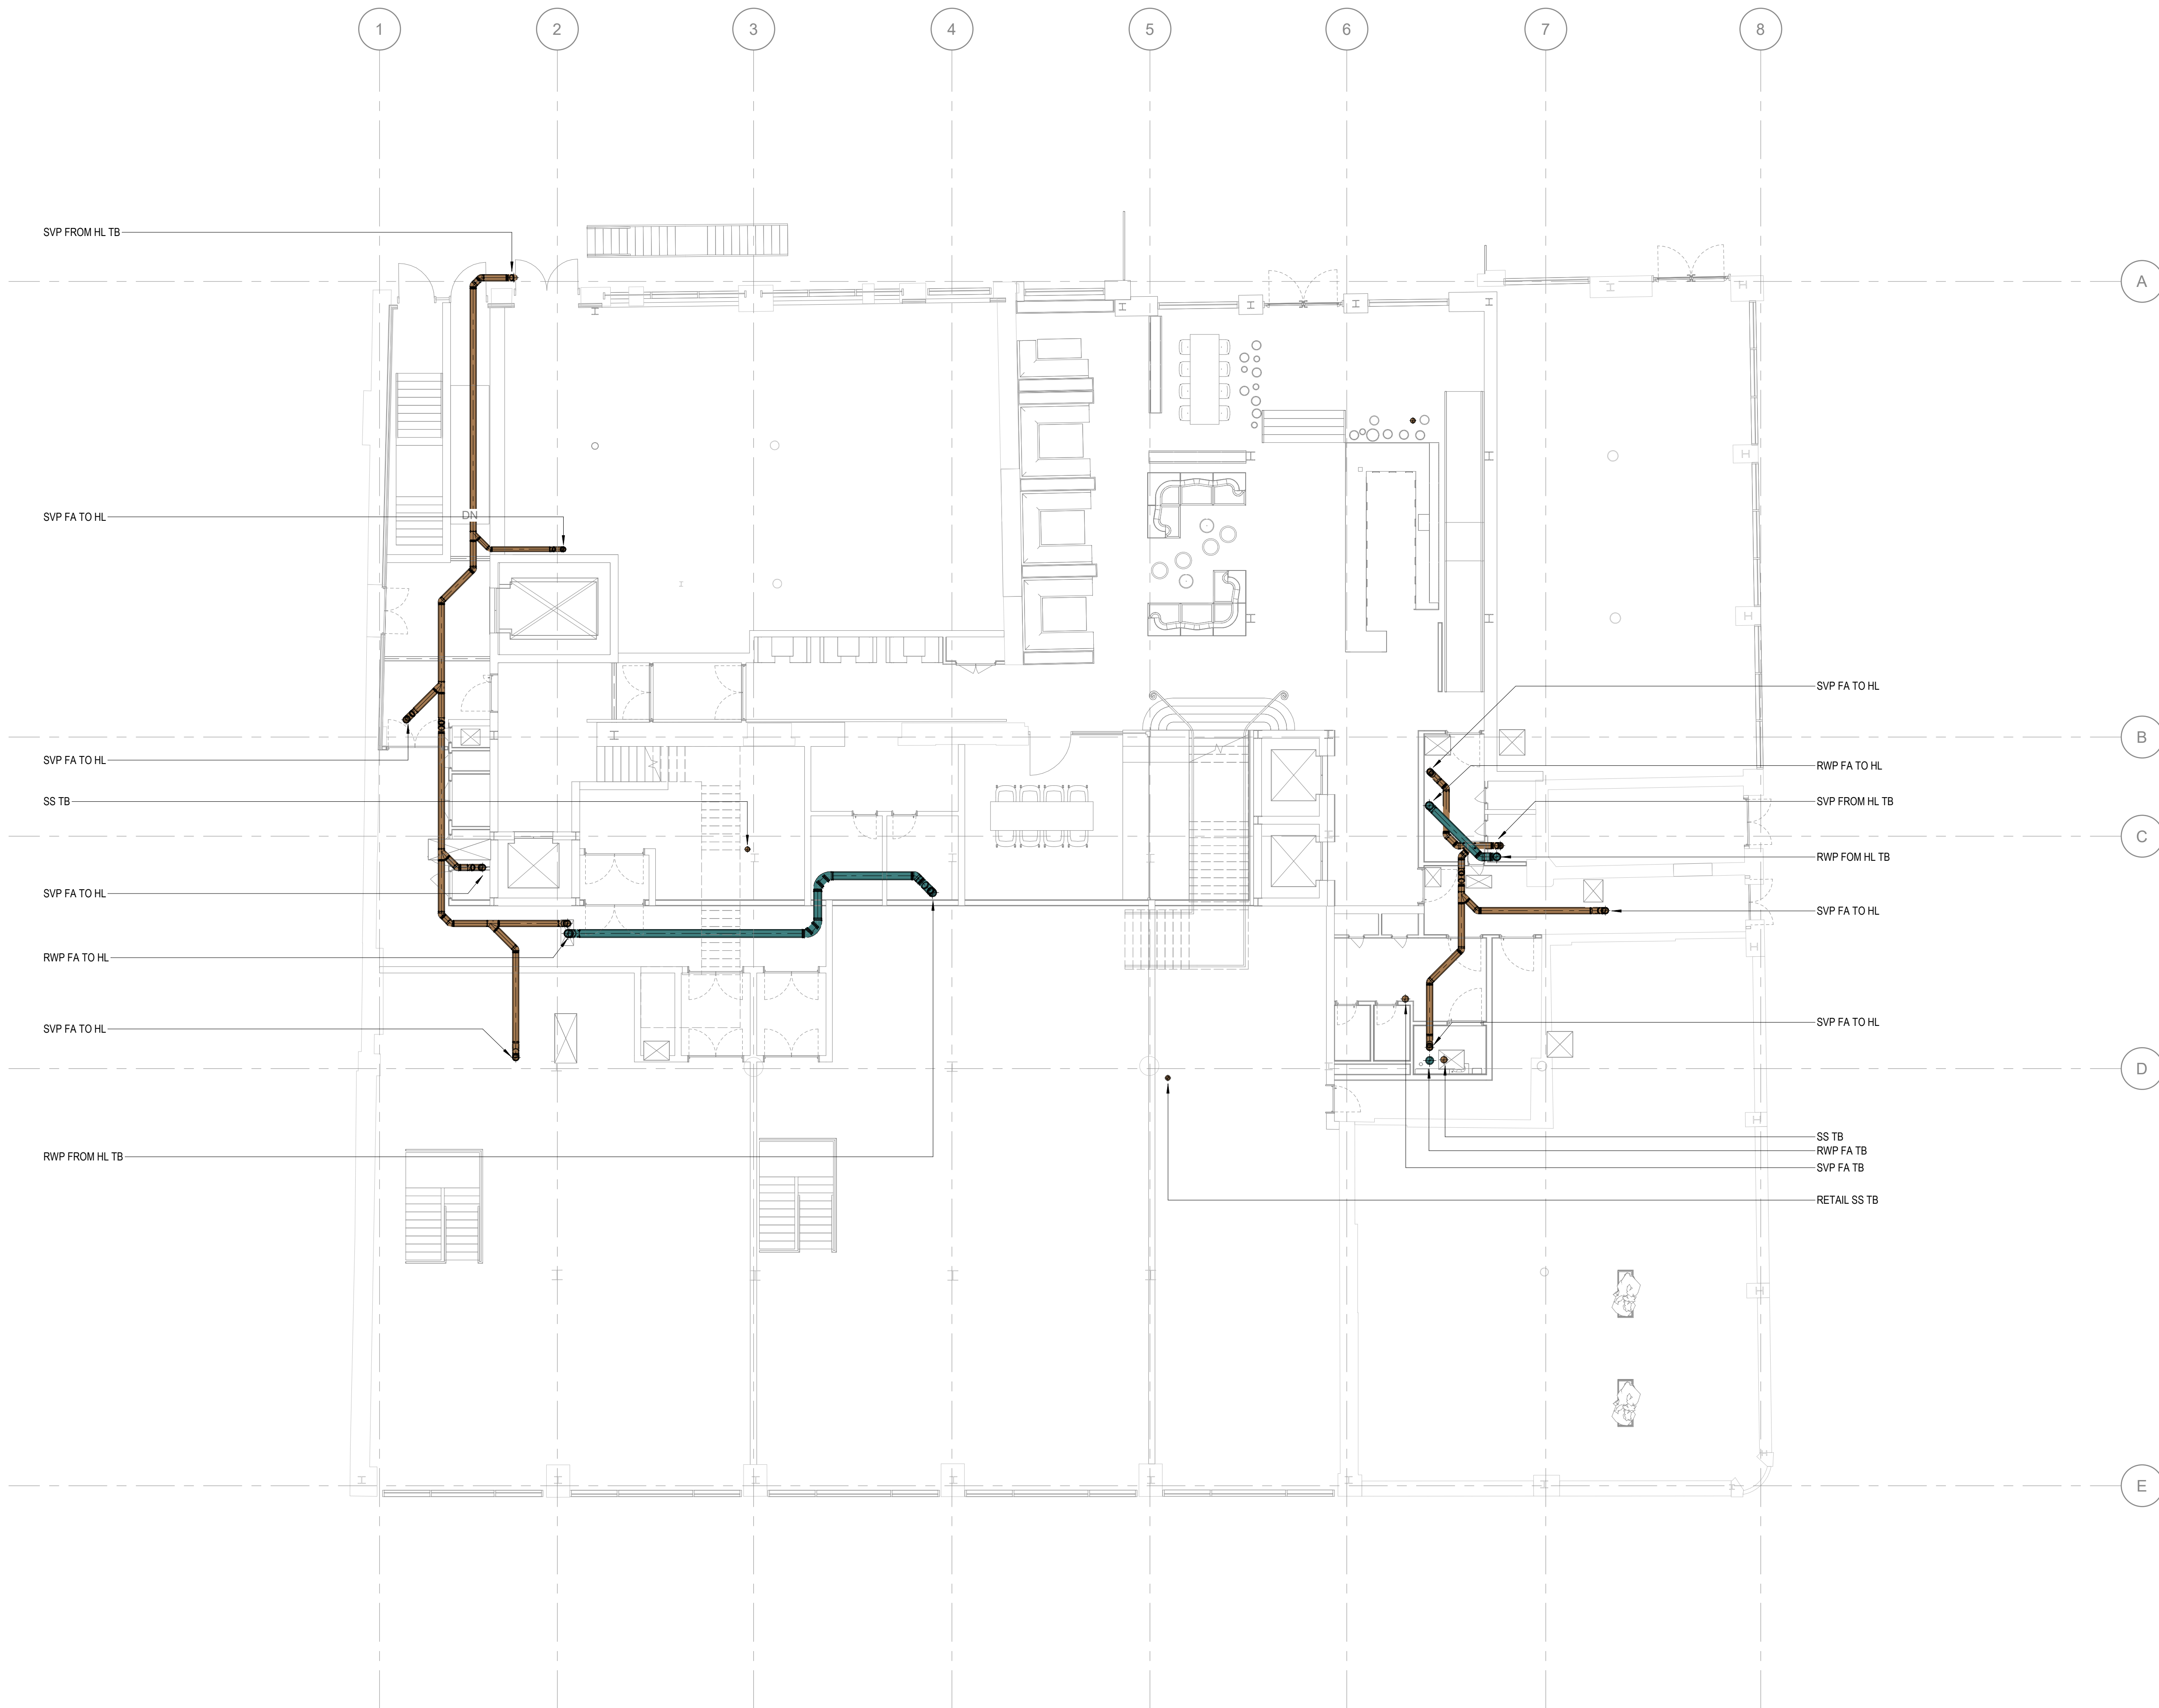 1
2
3
4
5
6
7
8
SVP FROM HL TB
A
SVP FA TO HL
DN
SVP FA TO HL
B
SVP FA TO HL
RWP FA TO HL
SS TB
SVP FROM HL TB
C
RWP FOM HL TB
SVP FA TO HL
SVP FA TO HL
RWP FA TO HL
SVP FA TO HL
SVP FA TO HL
D
SS TB
RWP FA TB
RWP FROM HL TB
SVP FA TB
RETAIL SS TB
E